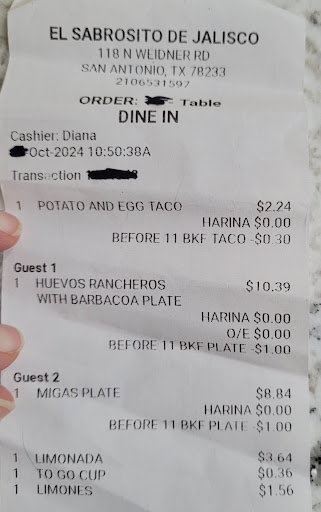 EL SABROSITO DE JALISCO
118 N WEIDNER RD
SAN ANTONIO, TX 78233
2106531597
ORDER: Table
DINE IN
Cashier: Diana
Oct-2024 10:50:38A
Transaction
1 POTATO AND EGG TACO $2.24
HARINA $0.00
BEFORE 11 BKF TACO -$0.30
Guest 1
1 HUEVOS RANCHEROS $10.39
WITH BARBACOA PLATE
HARINA $0.00
O/E $0.00
BEFORE 11 BKF PLATE -$1.00
Guest 2
1 MIGAS PLATE $8.84
HARINA $0.00
BEFORE 11 BKF PLATE -$1.00
1 LIMONADA $3.64
1 TO GO CUP $0.36
1 LIMONES $1.56